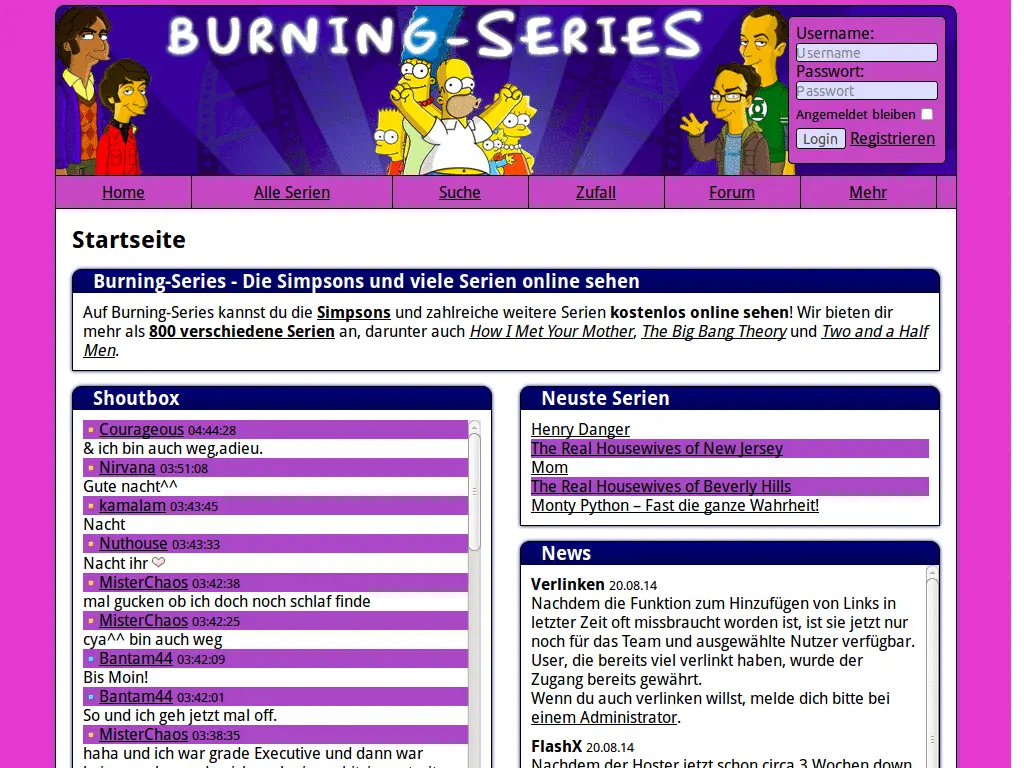 BURNING-SERIES
Username:
Username
Passwort:
Passwort
Angemeldet bleiben
Login Registrieren
Home Alle Serien Suche Zufall Forum Mehr
Startseite
Burning-Series - Die Simpsons und viele Serien online sehen
Auf Burning-Series kannst du die Simpsons und zahlreiche weitere Serien kostenlos online sehen! Wir bieten dir
mehr als 800 verschiedene Serien an, darunter auch How I Met Your Mother, The Big Bang Theory und Two and a Half
Men.
Shoutbox
Courageous 04:44:28
& ich bin auch weg,adieu.
Nirvana 03:51:08
Gute nacht^^
kamalam 03:43:45
Nacht
Nuthouse 03:43:33
Nacht ihr
MisterChaos 03:42:38
mal gucken ob ich doch noch schlaf finde
MisterChaos 03:42:25
cya^^ bin auch weg
Bantam44 03:42:09
Bis Moin!
Bantam44 03:42:01
So und ich geh jetzt mal off.
MisterChaos 03:38:35
haha und ich war grade Executive und dann war
Neuste Serien
Henry Danger
The Real Housewives of New Jersey
Mom
The Real Housewives of Beverly Hills
Monty Python – Fast die ganze Wahrheit!
News
Verlinken 20.08.14
Nachdem die Funktion zum Hinzufügen von Links in
letzter Zeit oft missbraucht worden ist, ist sie jetzt nur
noch für das Team und ausgewählte Nutzer verfügbar.
User, die bereits viel verlinkt haben, wurde der
Zugang bereits gewährt.
Wenn du auch verlinken willst, melde dich bitte bei
einem Administrator.
FlashX 20.08.14
Nachdem der Hoster jetzt schon circa 3 Wochen down